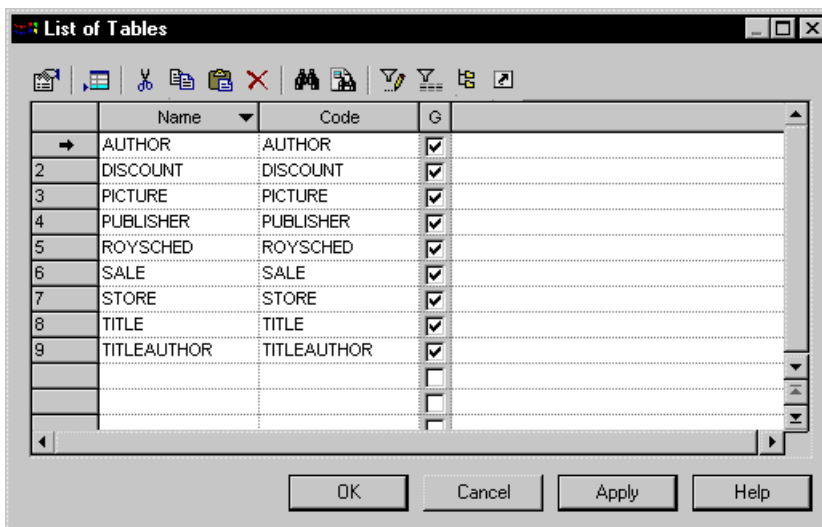 List of Tables
Name Code G
AUTHOR AUTHOR
2 DISCOUNT DISCOUNT
3 PICTURE PICTURE
4 PUBLISHER PUBLISHER
5 ROYSCHED ROYSCHED
6 SALE SALE
7 STORE STORE
8 TITLE TITLE
9 TITLEAUTHOR TITLEAUTHOR
OK Cancel Apply Help